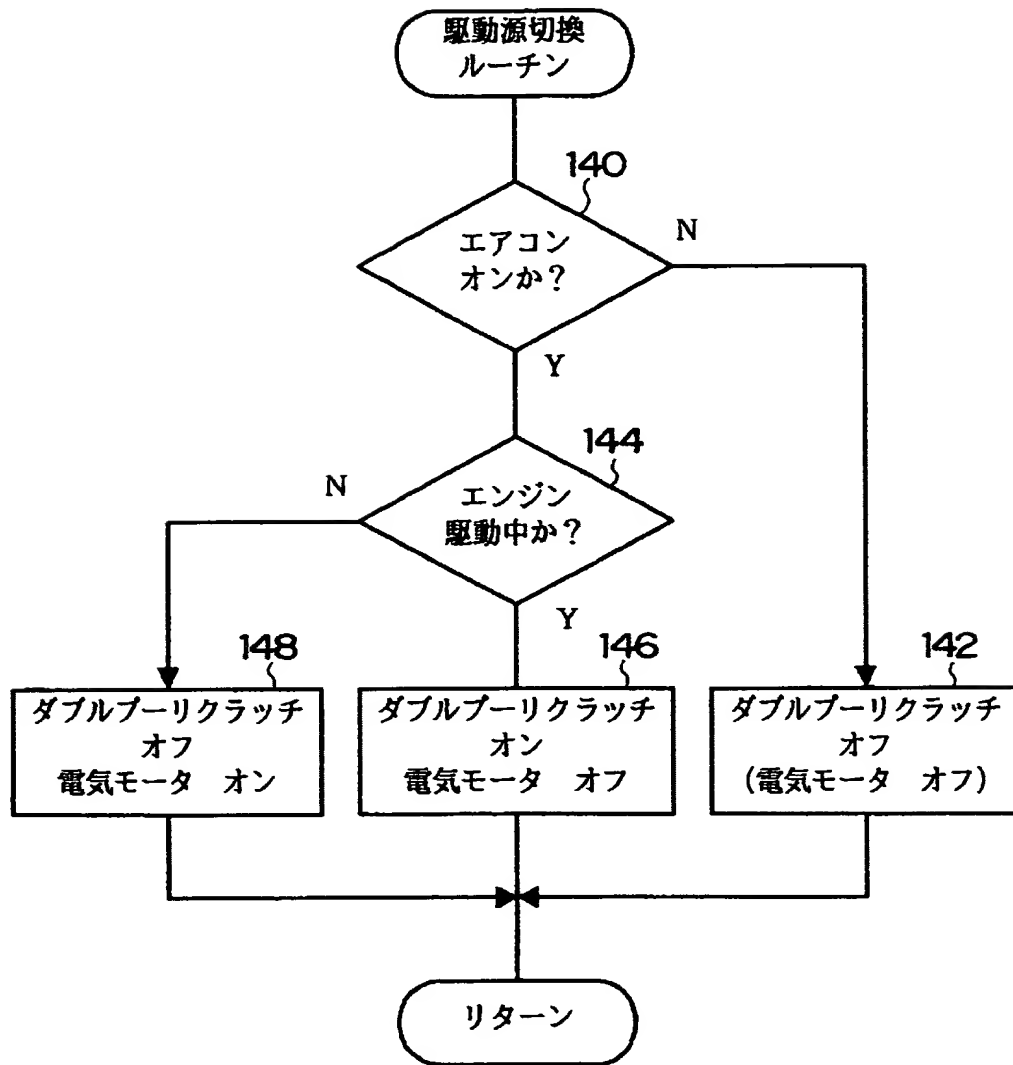 駆動源切換
ルーチン
140
エアコン
オンか？
N
Y
144
エンジン
駆動中か？
N
Y
148
ダブルプーリクラッチ
オフ
電気モータ　オン
146
ダブルプーリクラッチ
オン
電気モータ　オフ
142
ダブルプーリクラッチ
オフ
(電気モータ　オフ)
リターン